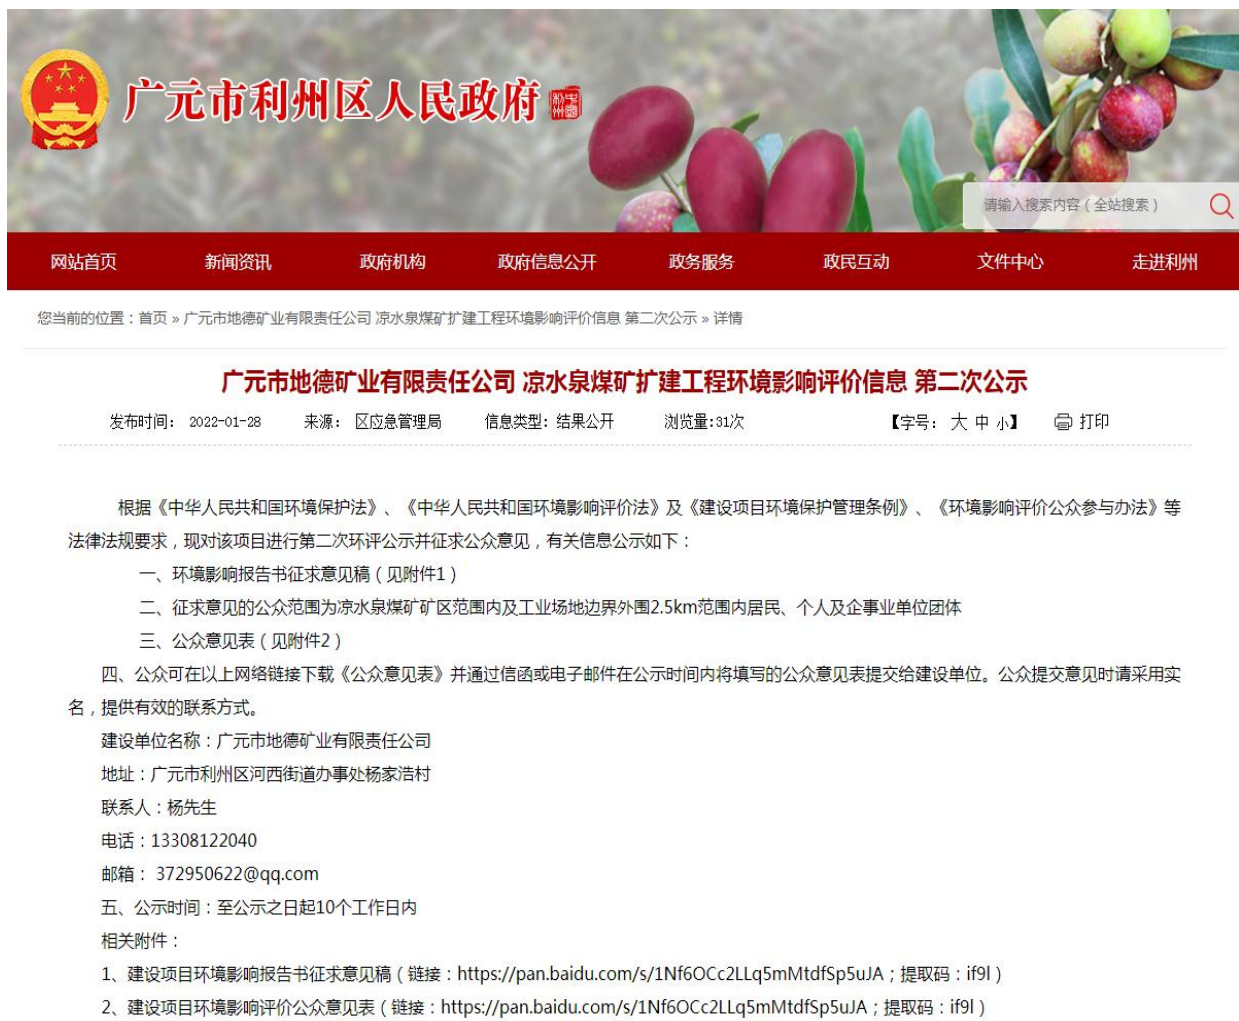 广元市利州区人民政府
请输入搜索内容（全站搜索）
网站首页 新闻资讯 政府机构 政府信息公开 政务服务 政民互动 文件中心 走进利州
您当前的位置：首页 » 广元市地德矿业有限责任公司 凉水泉煤矿扩建工程环境影响评价信息 第二次公示 » 详情
广元市地德矿业有限责任公司 凉水泉煤矿扩建工程环境影响评价信息 第二次公示
发布时间： 2022-01-28 来源： 区应急管理局 信息类型：结果公开 浏览量:31次 【字号： 大 中 小】 打印
根据《中华人民共和国环境保护法》、《中华人民共和国环境影响评价法》及《建设项目环境保护管理条例》、《环境影响评价公众参与办法》等
法律法规要求，现对该项目进行第二次环评公示并征求公众意见，有关信息公示如下：
一、环境影响报告书征求意见稿（见附件1）
二、征求意见的公众范围为凉水泉煤矿矿区范围内及工业场地边界外围2.5km范围内居民、个人及企事业单位团体
三、公众意见表（见附件2）
四、公众可在以上网络链接下载《公众意见表》并通过信函或电子邮件在公示时间内将填写的公众意见表提交给建设单位。公众提交意见时请采用实
名，提供有效的联系方式。
建设单位名称：广元市地德矿业有限责任公司
地址：广元市利州区河西街道办事处杨家浩村
联系人：杨先生
电话：13308122040
邮箱： 372950622@qq.com
五、公示时间：至公示之日起10个工作日内
相关附件：
1、建设项目环境影响报告书征求意见稿（链接：https://pan.baidu.com/s/1Nf6OCc2LLq5mMtdfSp5uJA；提取码：if9l）
2、建设项目环境影响评价公众意见表（链接：https://pan.baidu.com/s/1Nf6OCc2LLq5mMtdfSp5uJA；提取码：if9l）